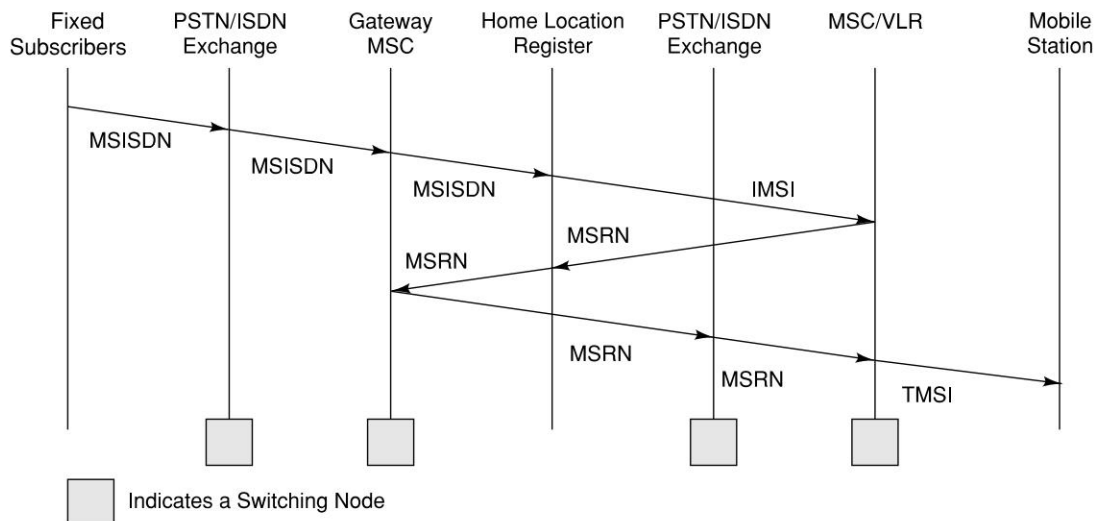 Fixed Subscribers
PSTN/ISDN Exchange
Gateway MSC
Home Location Register
PSTN/ISDN Exchange
MSC/VLR
Mobile Station
MSISDN
MSISDN
MSISDN
IMSI
MSRN
MSRN
MSRN
MSRN
TMSI
Indicates a Switching Node